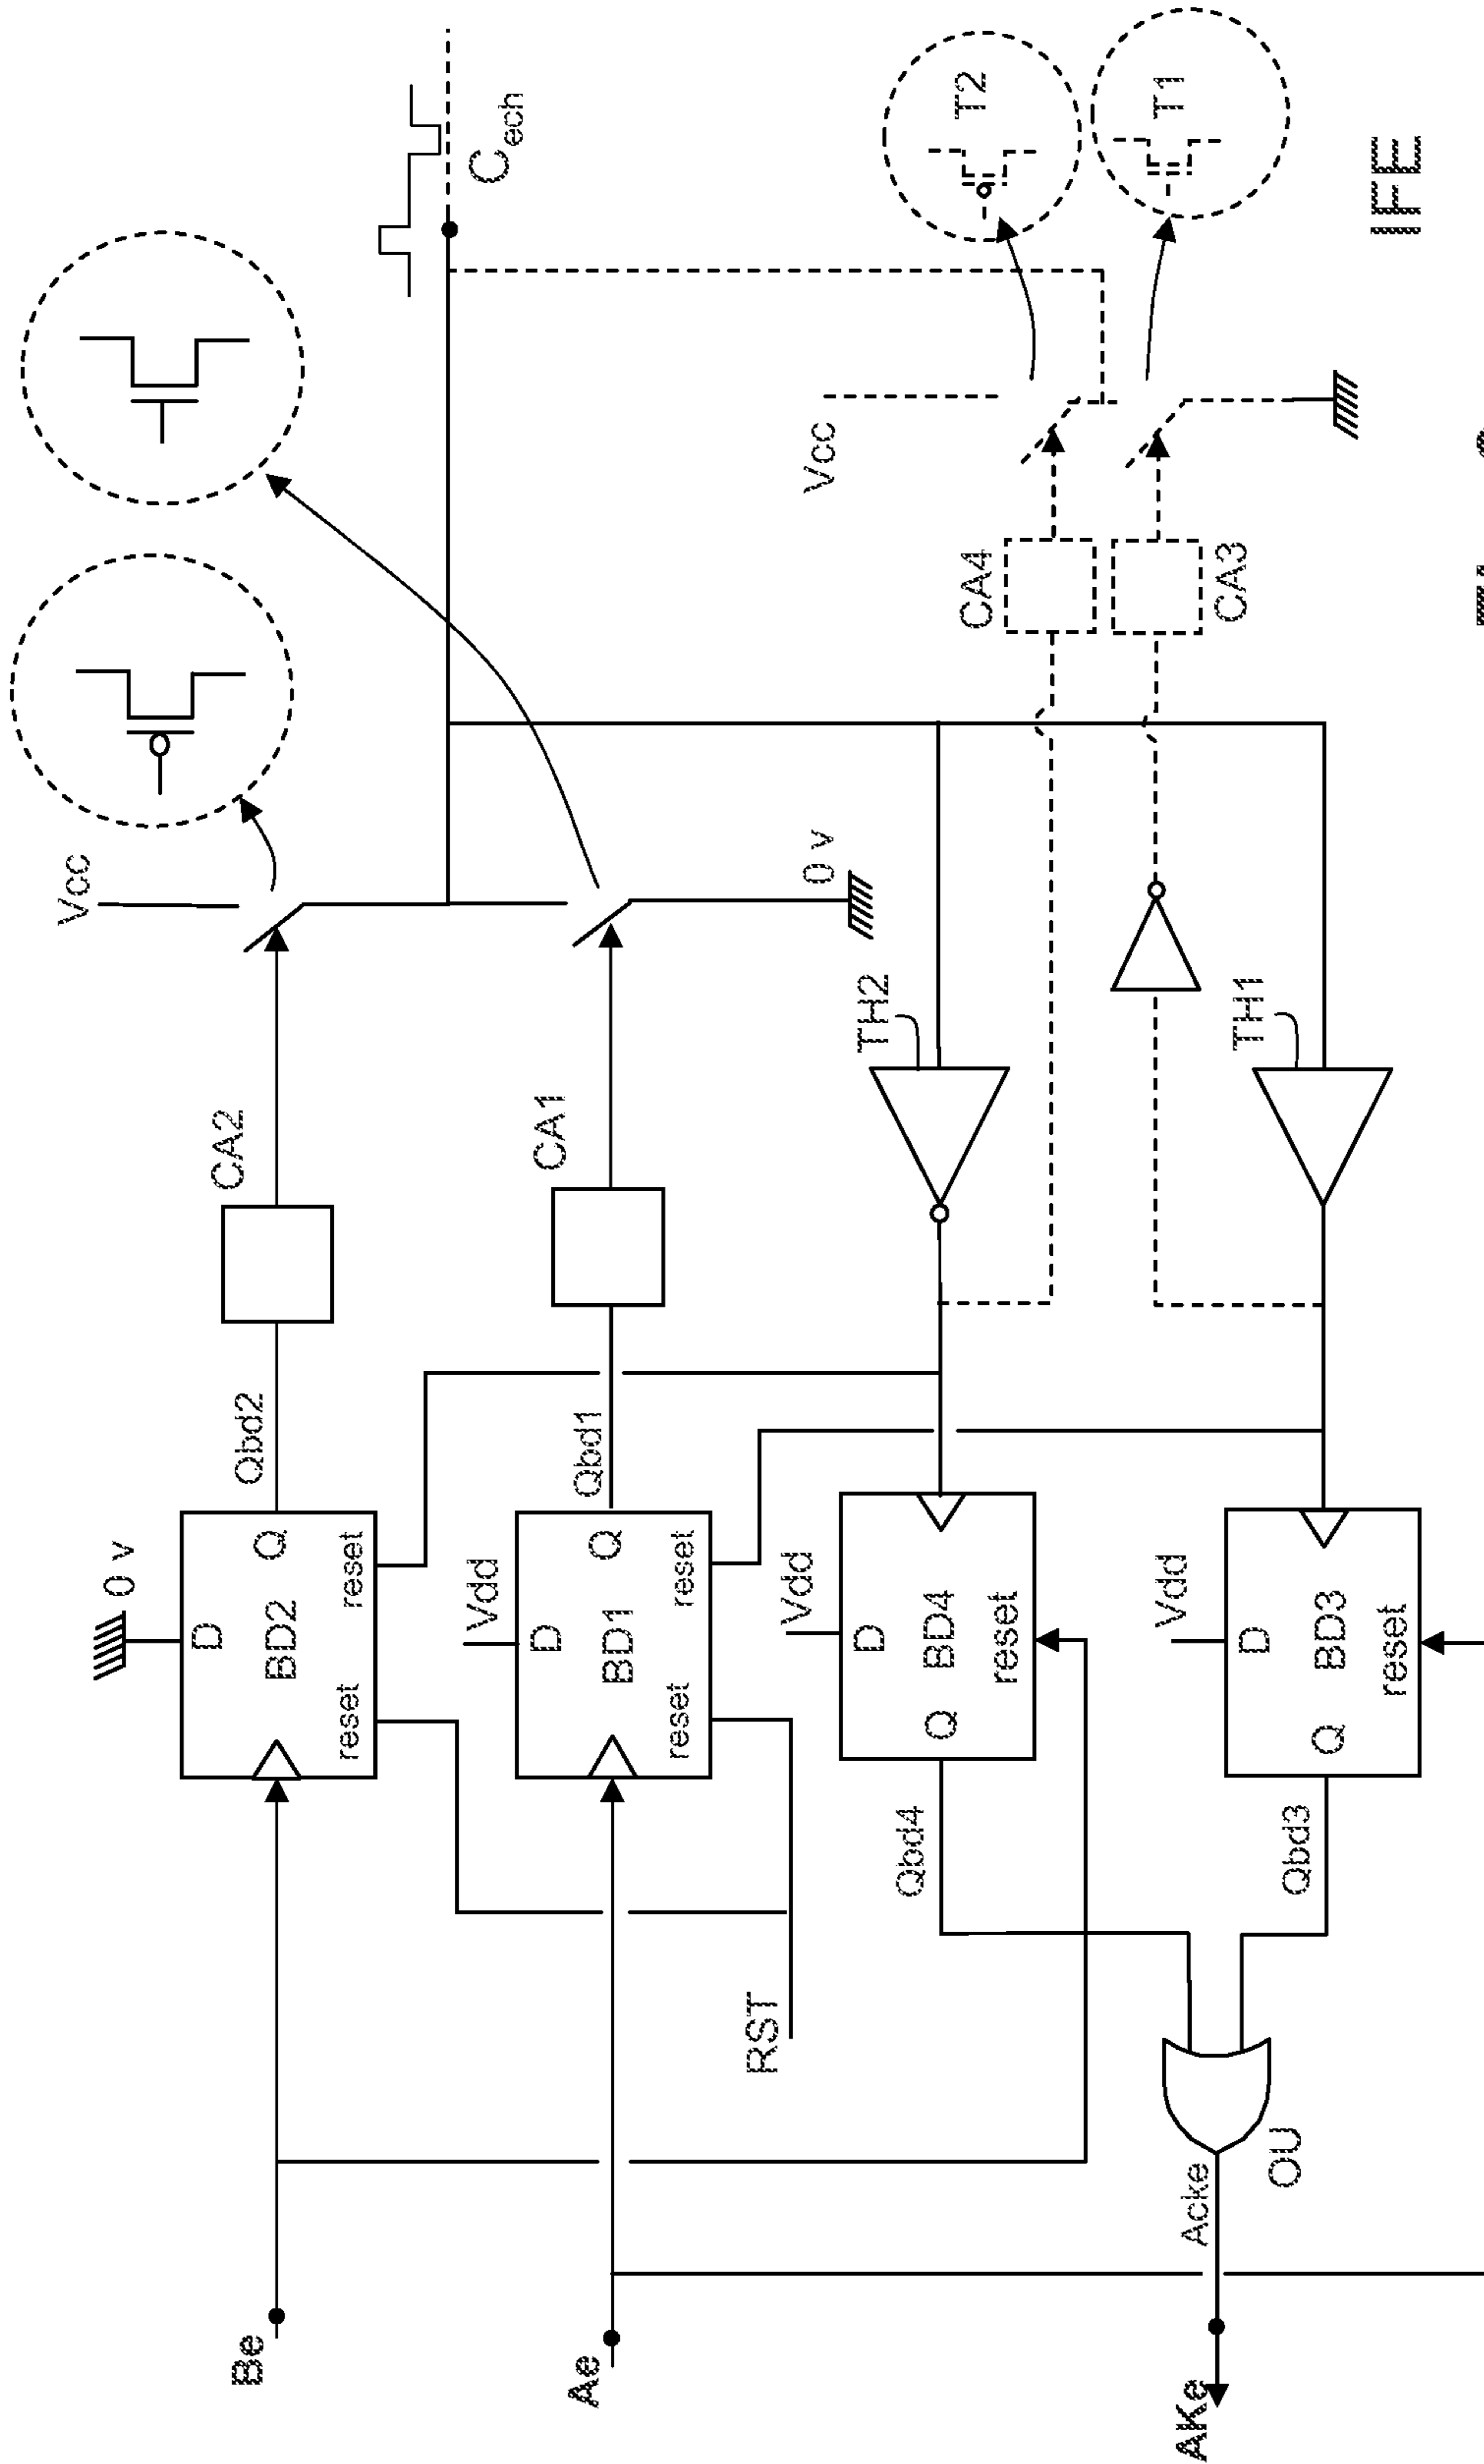 0 v
D
BD2
Q
reset
reset
Qbd2
CA2
Vcc
Be
Vdd
D
BD1
Q
reset
reset
Qbd1
CA1
0 v
Ae
RST
C_ech
Vdd
D
BD4
Q
reset
Qbd4
TH2
CA4
Vcc
T2
Vdd
D
BD3
Q
reset
Qbd3
TH1
CA3
T1
AKe
Acke
OU
IFE